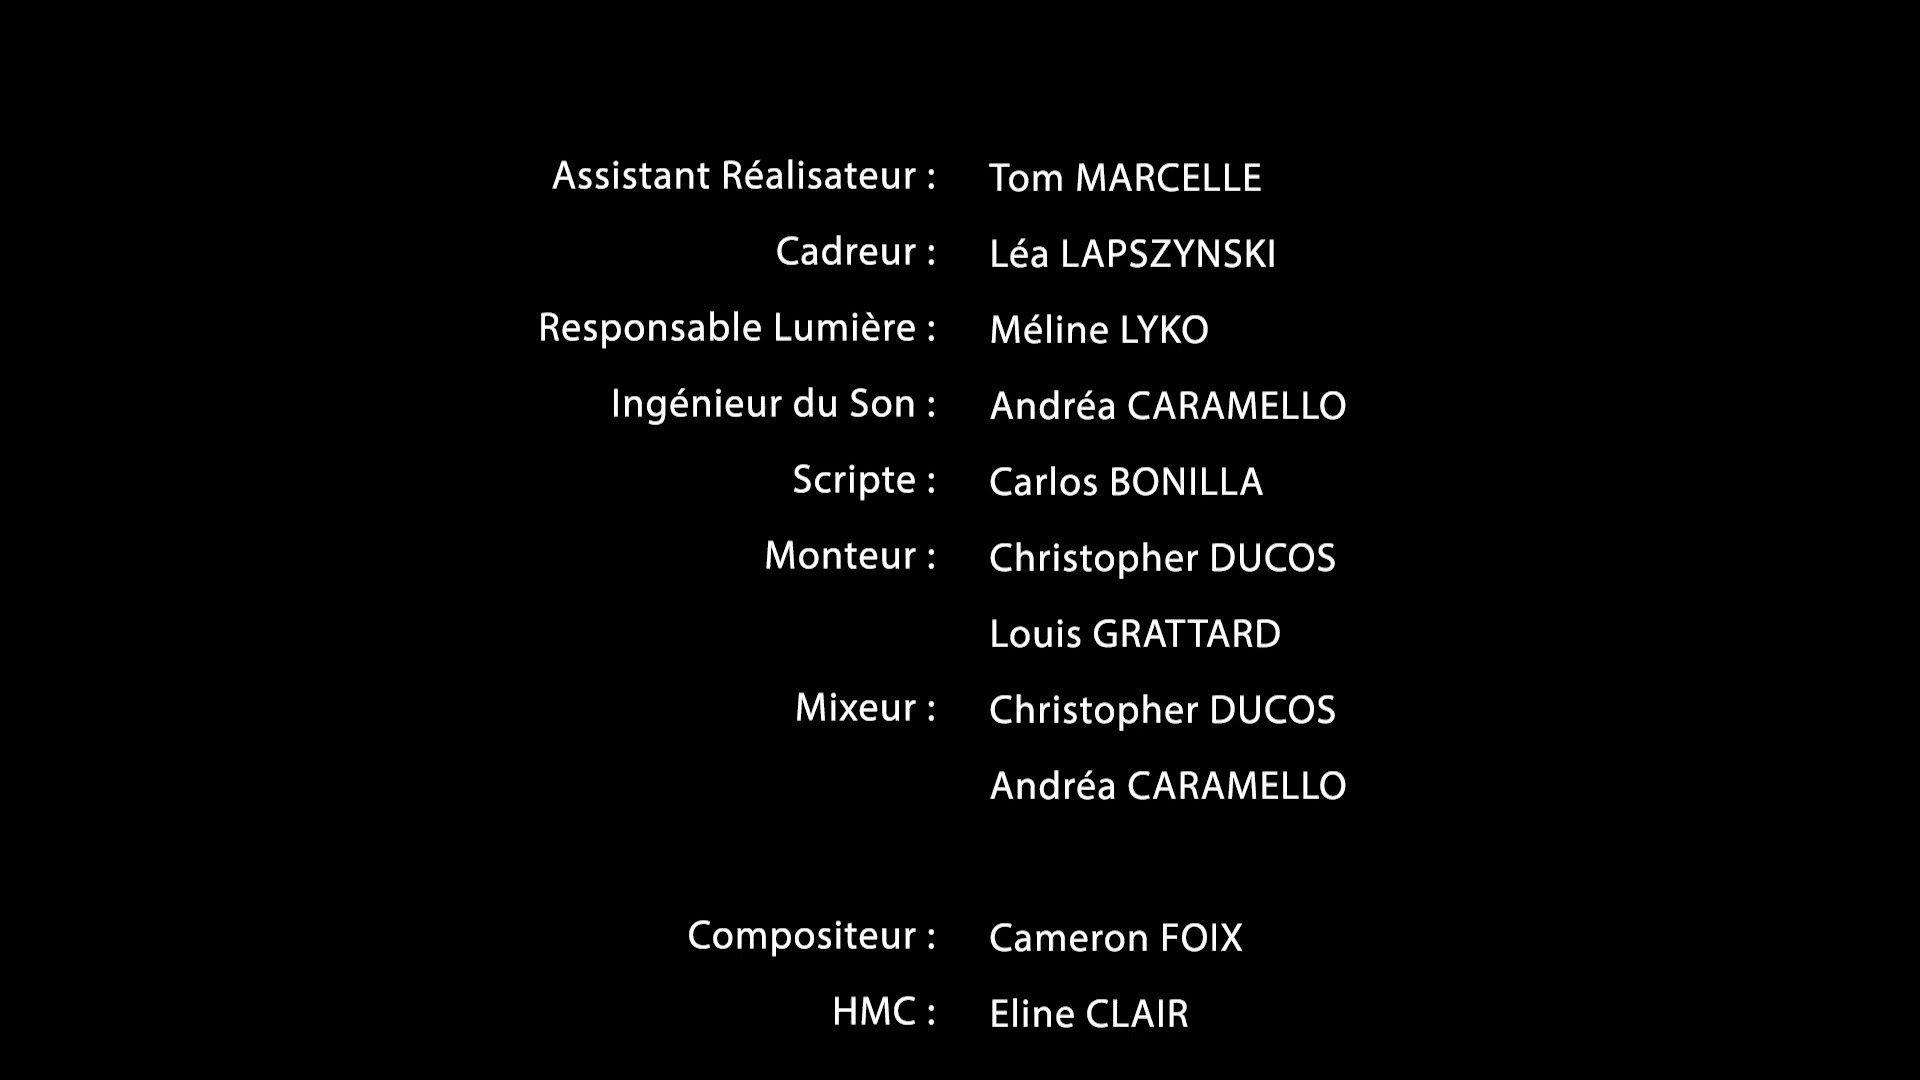 Assistant Réalisateur : Tom MARCELLE
Cadreur : Léa LAPSZYNSKI
Responsable Lumière : Méline LYKO
Ingénieur du Son : Andréa CARAMELLO
Scripte : Carlos BONILLA
Monteur : Christopher DUCOS
Louis GRATTARD
Mixeur : Christopher DUCOS
Andréa CARAMELLO
Compositeur : Cameron FOIX
HMC : Eline CLAIR